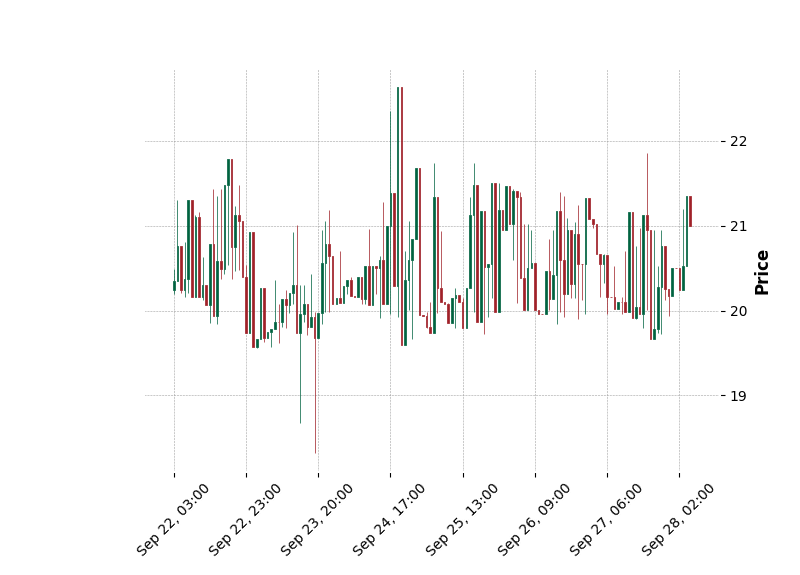 22
21
20
19
Price
Sep 22, 03:00
Sep 22, 23:00
Sep 23, 20:00
Sep 24, 17:00
Sep 25, 13:00
Sep 26, 09:00
Sep 27, 06:00
Sep 28, 02:00